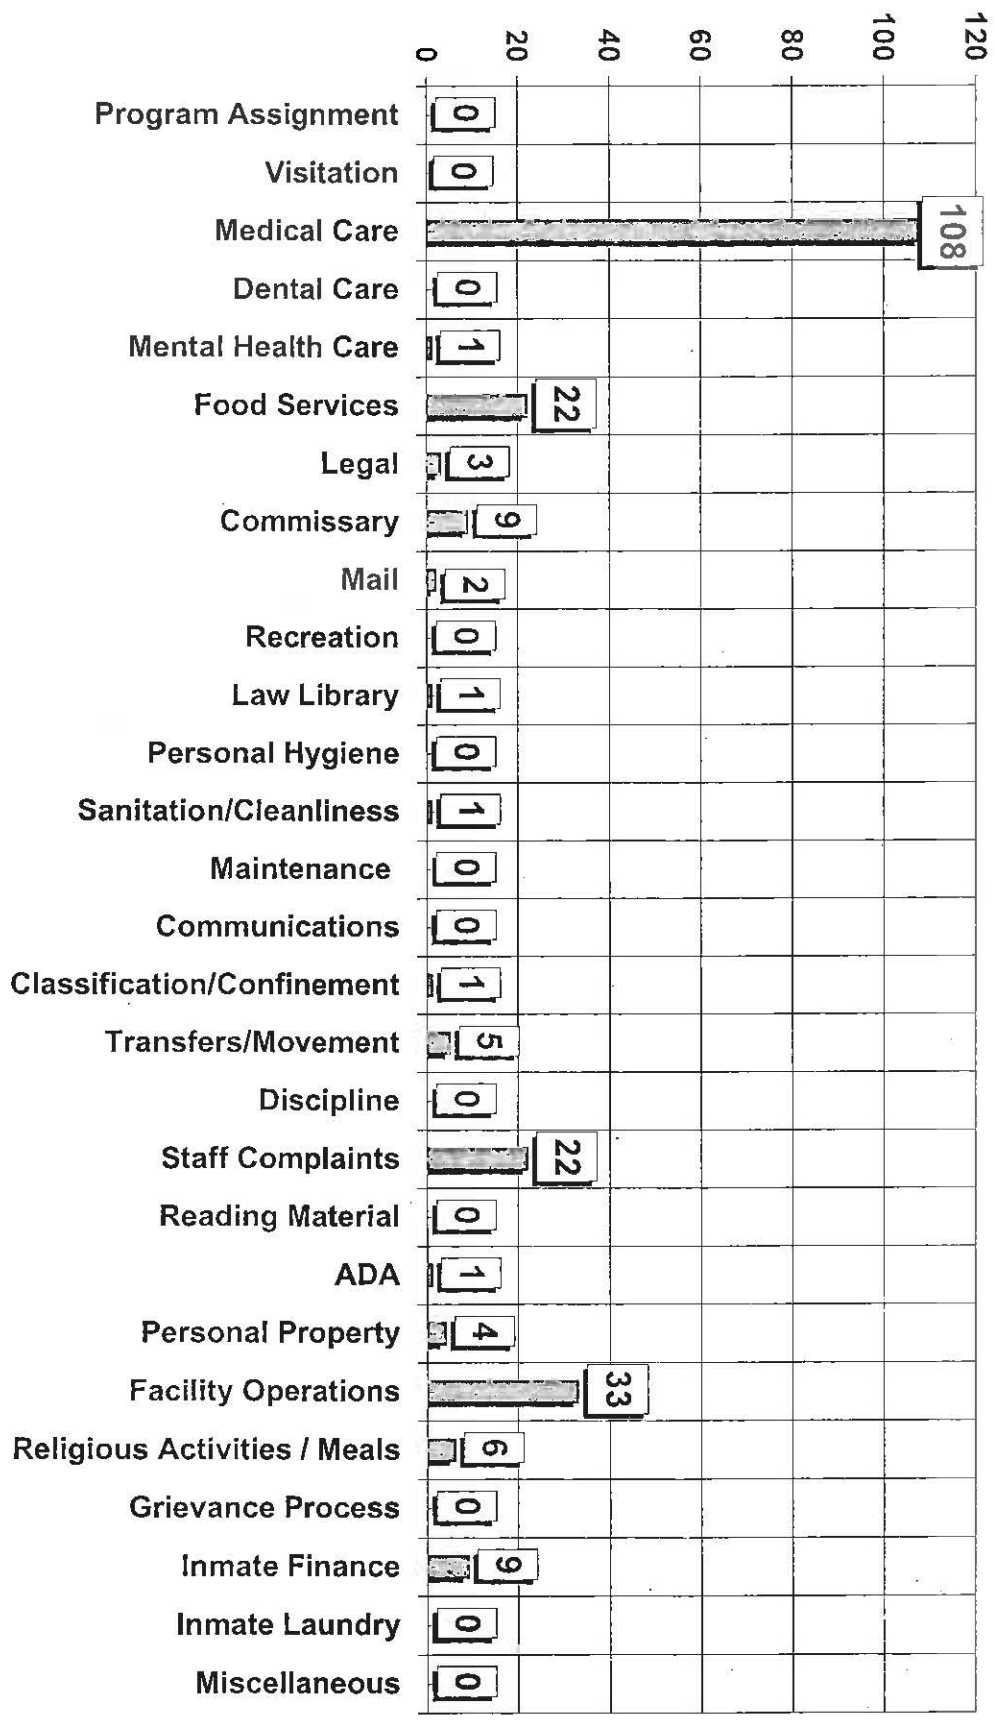 0 20 40 60 80 100 120
Program Assignment 0
Visitation 0
Medical Care 108
Dental Care 0
Mental Health Care 1
Food Services 22
Legal 3
Commissary 9
Mail 2
Recreation 0
Law Library 1
Personal Hygiene 0
Sanitation/Cleanliness 1
Maintenance 0
Communications 0
Classification/Confinement 1
Transfers/Movement 5
Discipline 0
Staff Complaints 22
Reading Material 0
ADA 1
Personal Property 4
Facility Operations 33
Religious Activities / Meals 6
Grievance Process 0
Inmate Finance 9
Inmate Laundry 0
Miscellaneous 0